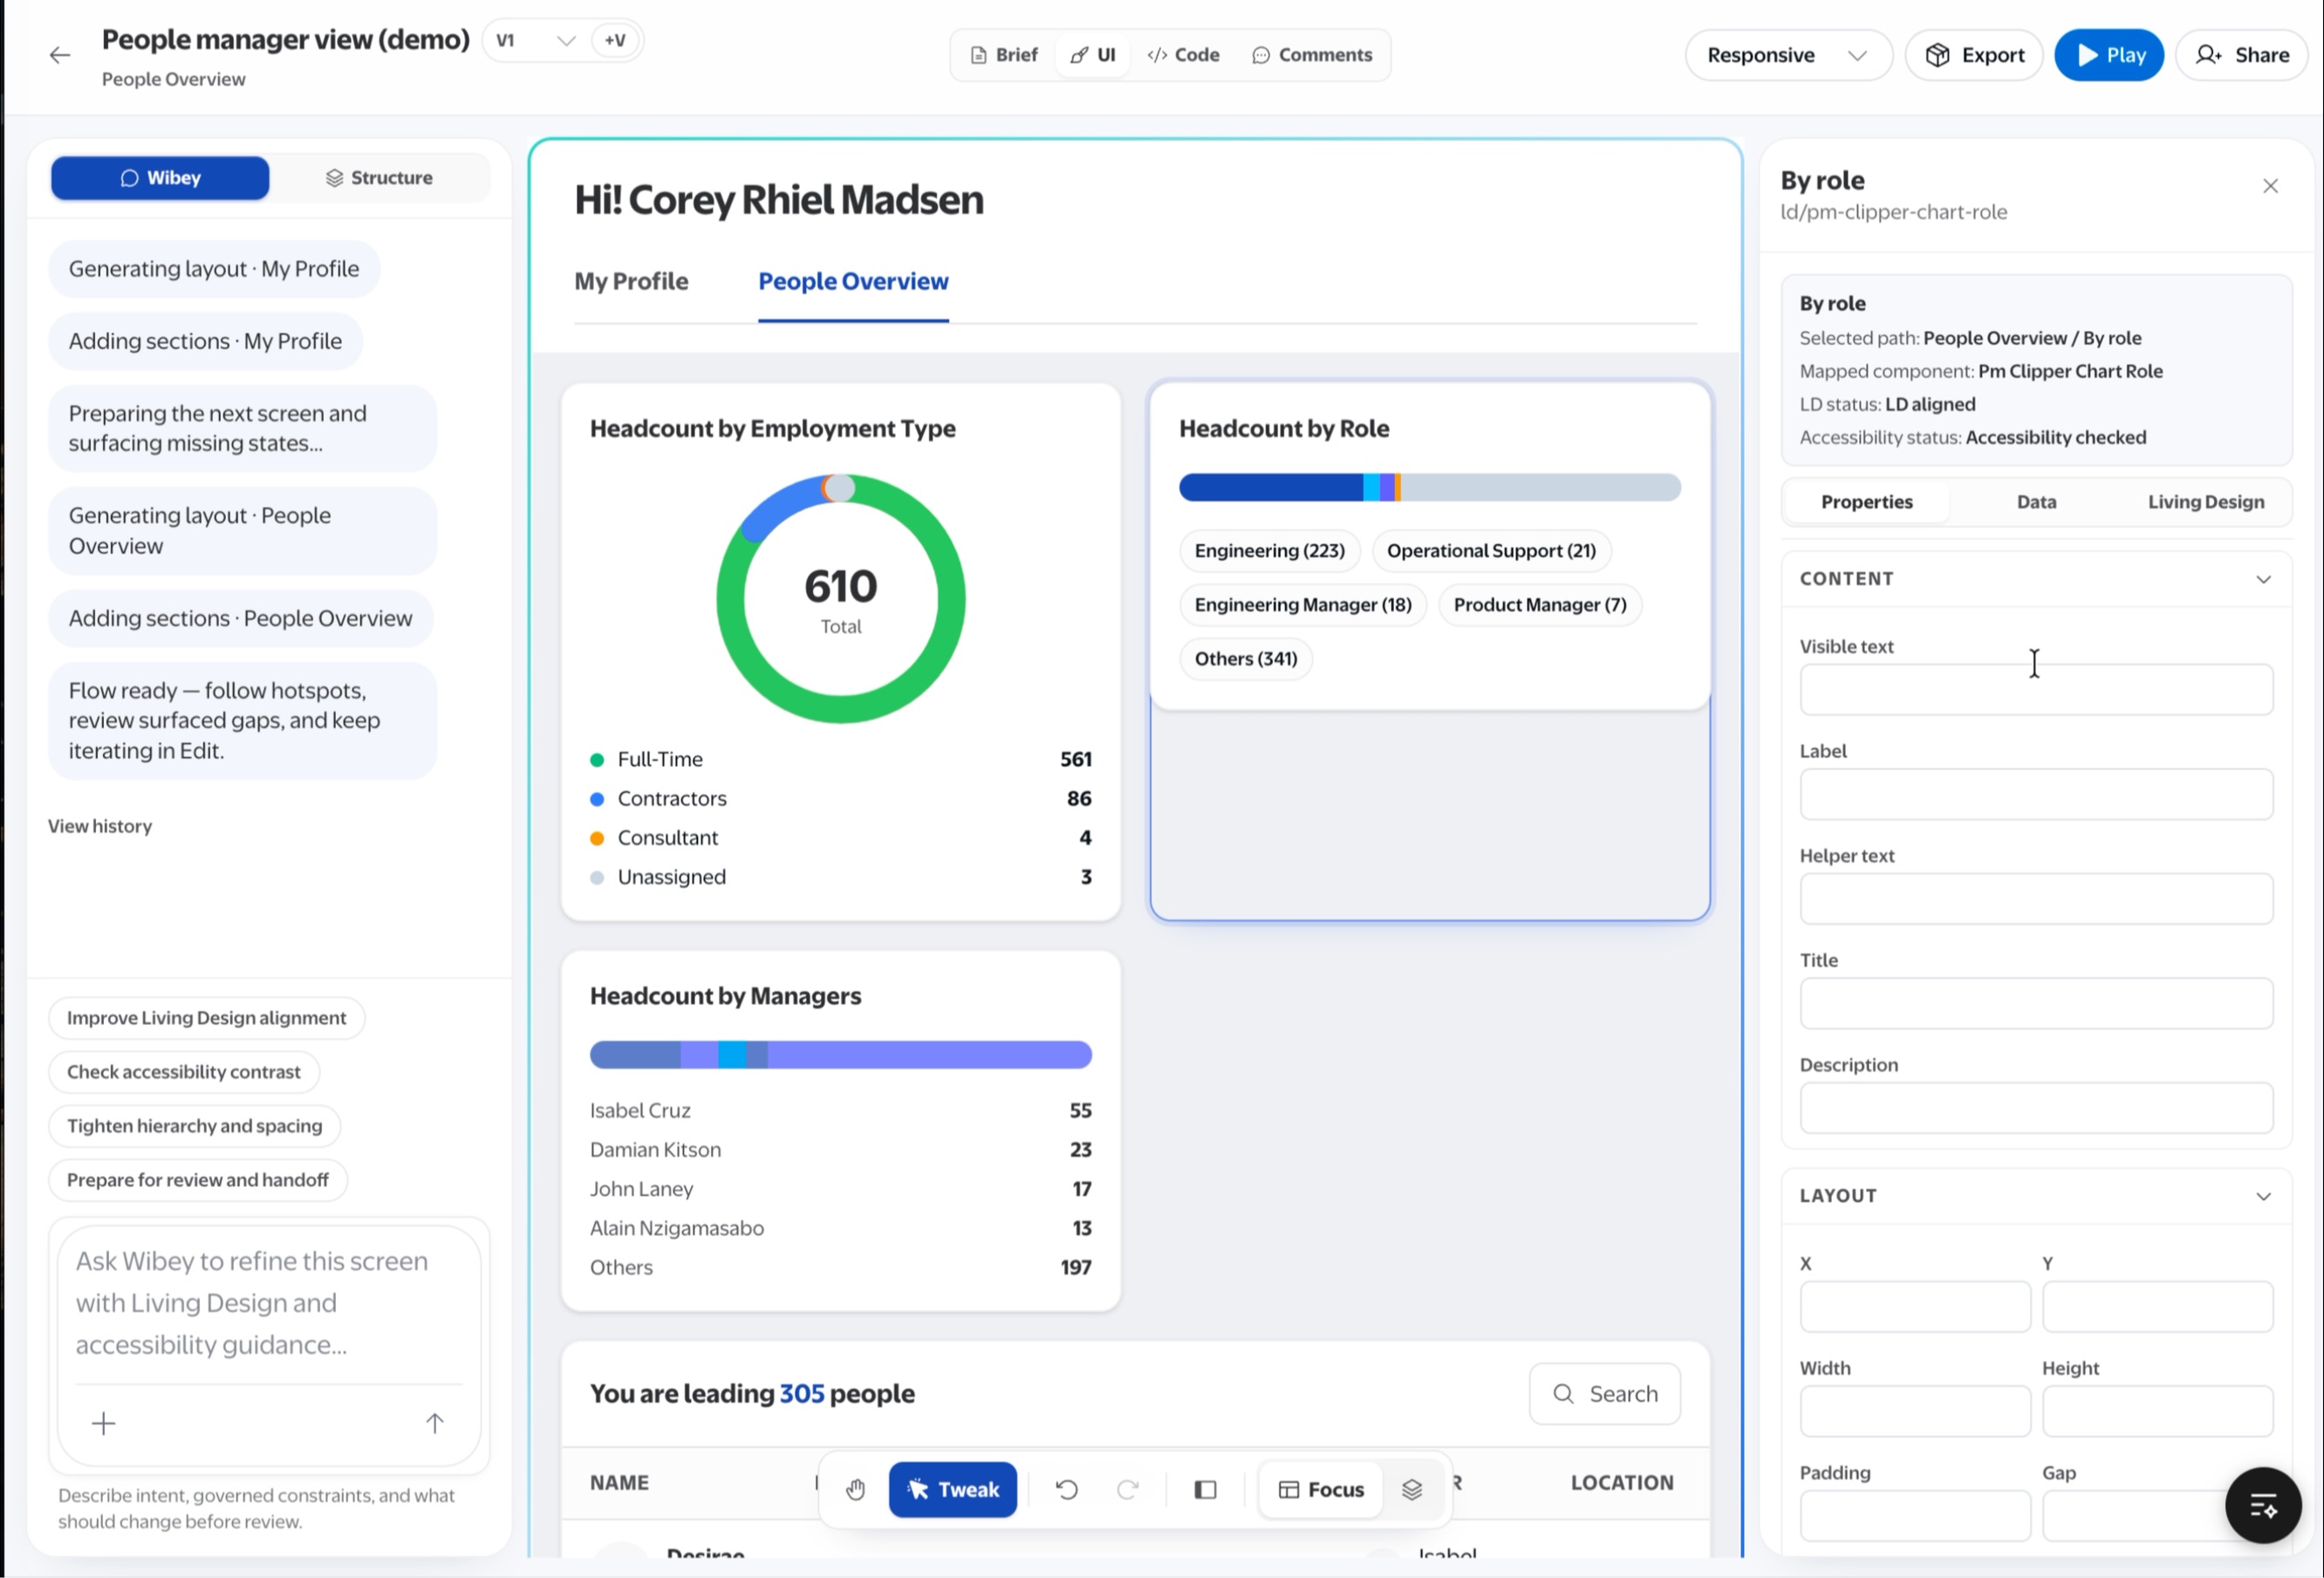 People manager view (demo)
V1
+V
People Overview
Brief
UI
</> Code
Comments
Responsive
Export
Play
Share
Wibey
Structure
Generating layout · My Profile
Adding sections · My Profile
Preparing the next screen and
surfacing missing states...
Generating layout · People
Overview
Adding sections · People Overview
Flow ready — follow hotspots,
review surfaced gaps, and keep
iterating in Edit.
View history
Improve Living Design alignment
Check accessibility contrast
Tighten hierarchy and spacing
Prepare for review and handoff
Ask Wibey to refine this screen
with Living Design and
accessibility guidance...
Describe intent, governed constraints, and what
should change before review.
Hi! Corey Rhiel Madsen
My Profile
People Overview
Headcount by Employment Type
610
Total
Full-Time 561
Contractors 86
Consultant 4
Unassigned 3
Headcount by Role
Engineering (223)
Operational Support (21)
Engineering Manager (18)
Product Manager (7)
Others (341)
Headcount by Managers
Isabel Cruz 55
Damian Kitson 23
John Laney 17
Alain Nzigamasabo 13
Others 197
You are leading 305 people
Search
NAME
LOCATION
Tweak
Focus
Desirae
Isabel
By role
ld/pm-clipper-chart-role
By role
Selected path: People Overview / By role
Mapped component: Pm Clipper Chart Role
LD status: LD aligned
Accessibility status: Accessibility checked
Properties
Data
Living Design
CONTENT
Visible text
Label
Helper text
Title
Description
LAYOUT
X
Y
Width
Height
Padding
Gap